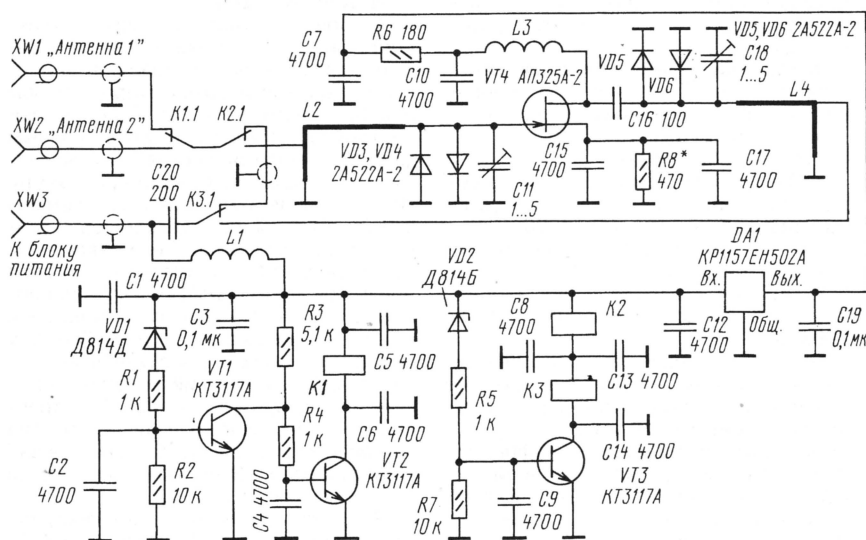 XW1 „Антенна 1"
XW2 „Антенна 2"
XW3
К блоку
питания
K1.1
K2.1
C20
200
K3.1
L1
L2
C7
4700
R6 180
C10
4700
L3
VT4 АП325А-2
VD3, VD4
2А522А-2
C11
1...5
C15
4700
C16 100
VD5
VD6
VD5, VD6 2А522А-2
C18
1...5
L4
R8*
470
C17
4700
C1 4700
VD1
Д814Д
C3
0,1 мк
R1
1 к
VT1
КТ3117А
C2
4700
R2
10 к
R3
5,1 к
R4
1 к
C4 4700
K1
C5 4700
C6 4700
VT2
КТ3117А
VD2
Д814Б
R5
1 к
R7
10 к
C9
4700
C8
4700
K2
K3
C13 4700
C14 4700
VT3
КТ3117А
C12
4700
DA1
КР1157ЕН502А
Вх.
Вых.
Общ.
C19
0,1мк